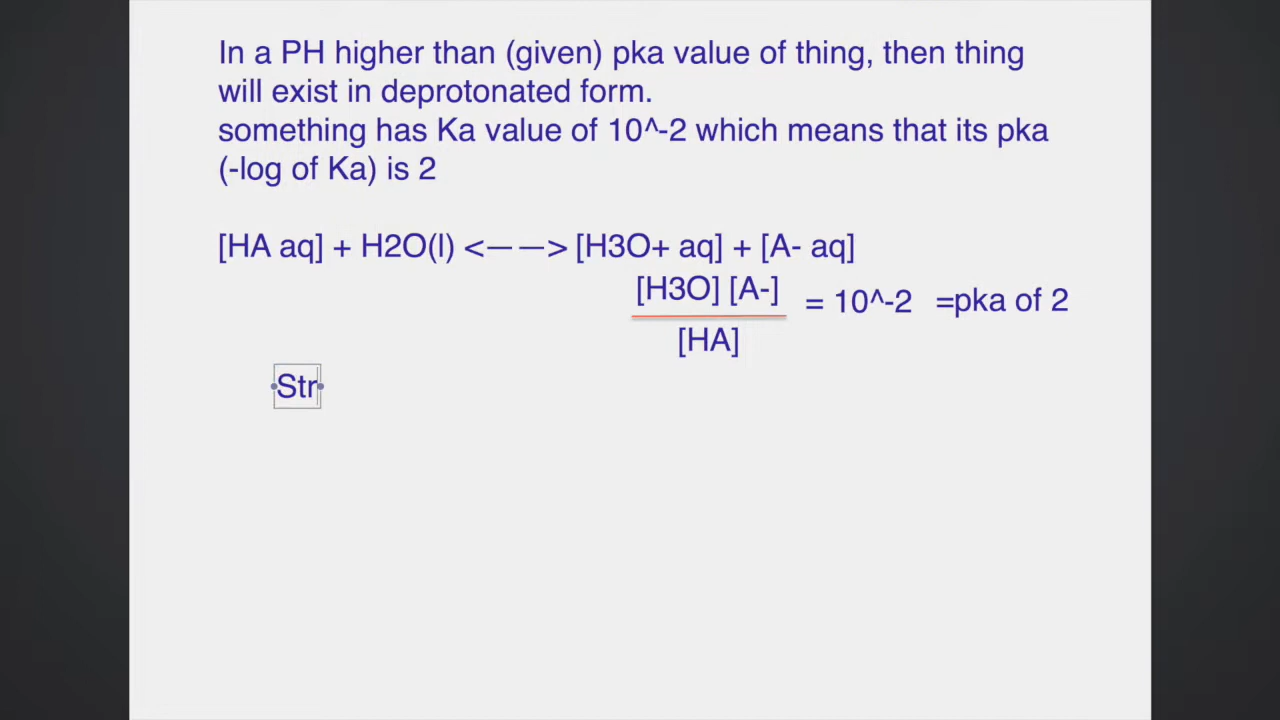 In a PH higher than (given) pka value of thing, then thing
will exist in deprotonated form.
something has Ka value of 10^-2 which means that its pka
(-log of Ka) is 2
[HA aq] + H2O(l) <— —> [H3O+ aq] + [A- aq]
[H3O] [A-]
= 10^-2 =pka of 2
[HA]
Str